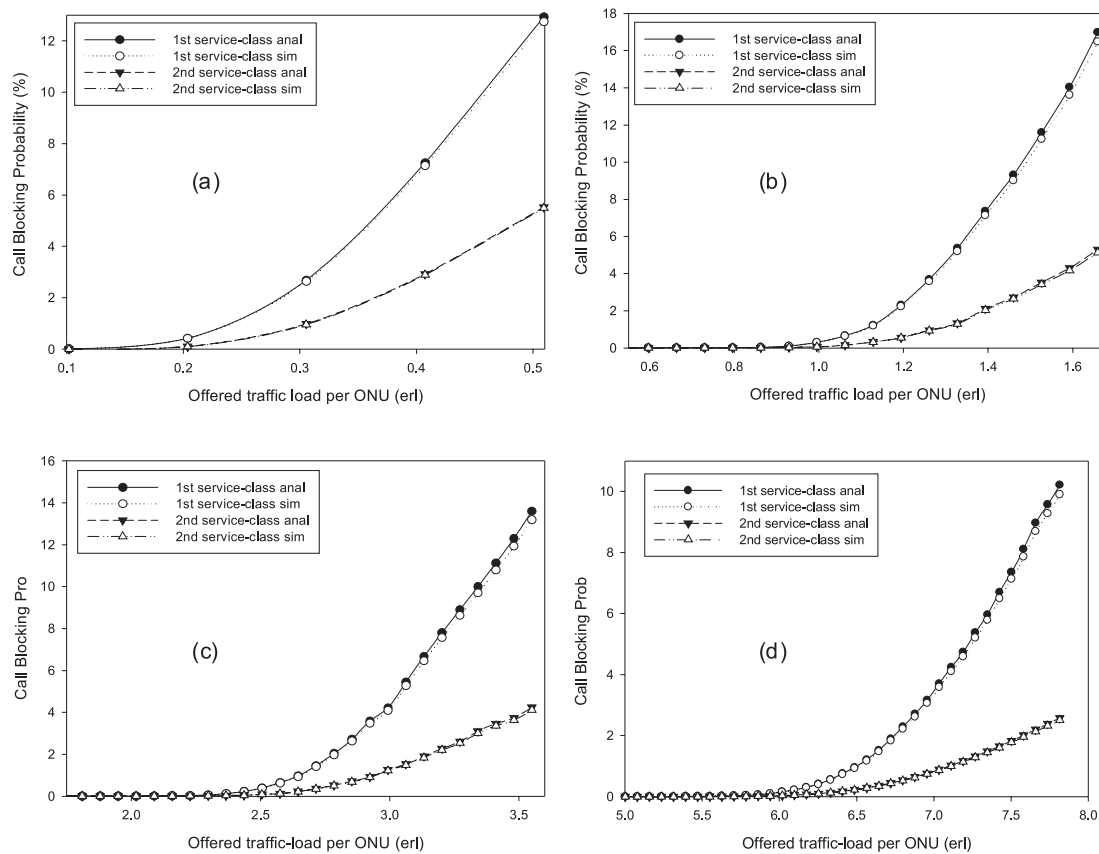 1st service-class anal
1st service-class sim
2nd service-class anal
2nd service-class sim
(a)
Call Blocking Probability (%)
12
10
8
6
4
2
0
0.1
0.2
0.3
0.4
0.5
Offered traffic load per ONU (erl)
1st service-class anal
1st service-class sim
2nd service-class anal
2nd service-class sim
(b)
Call Blocking Probability (%)
18
16
14
12
10
8
6
4
2
0
0.6
0.8
1.0
1.2
1.4
1.6
Offered traffic load per ONU (erl)
1st service-class anal
1st service-class sim
2nd service-class anal
2nd service-class sim
(c)
Call Blocking Pro
16
14
12
10
8
6
4
2
0
2.0
2.5
3.0
3.5
Offered traffic-load per ONU (erl)
1st service-class anal
1st service-class sim
2nd service-class anal
2nd service-class sim
(d)
Call Blocking Prob
10
8
6
4
2
0
5.0
5.5
6.0
6.5
7.0
7.5
8.0
Offered traffic-load per ONU (erl)